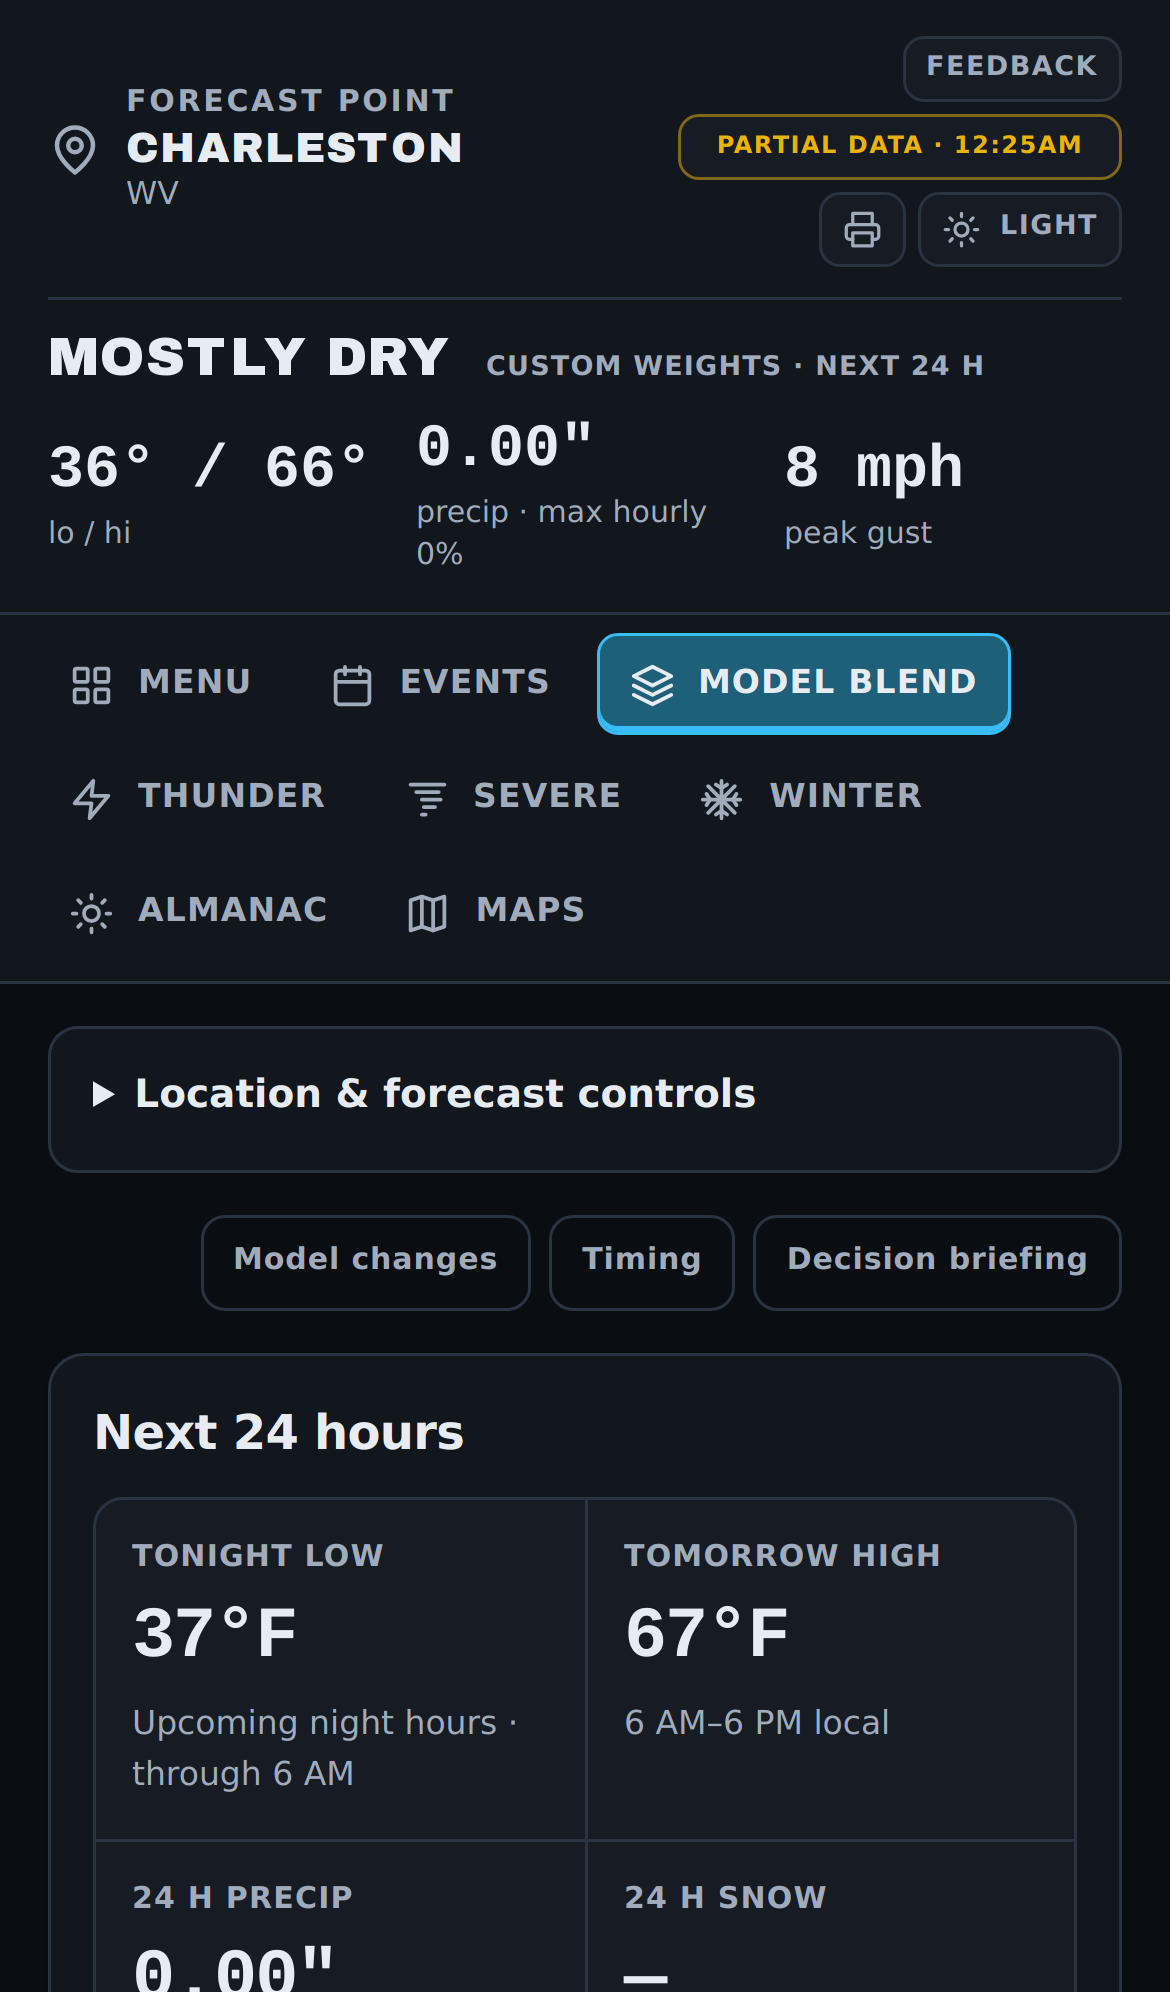 FORECAST POINT
CHARLESTON
WV
FEEDBACK
PARTIAL DATA · 12:25AM
LIGHT
MOSTLY DRY CUSTOM WEIGHTS · NEXT 24 H
36° / 66°
lo / hi
0.00"
precip · max hourly
0%
8 mph
peak gust
MENU EVENTS MODEL BLEND
THUNDER SEVERE WINTER
ALMANAC MAPS
Location & forecast controls
Model changes Timing Decision briefing
Next 24 hours
TONIGHT LOW
37°F
Upcoming night hours ·
through 6 AM
TOMORROW HIGH
67°F
6 AM–6 PM local
24 H PRECIP
0.00"
24 H SNOW
—